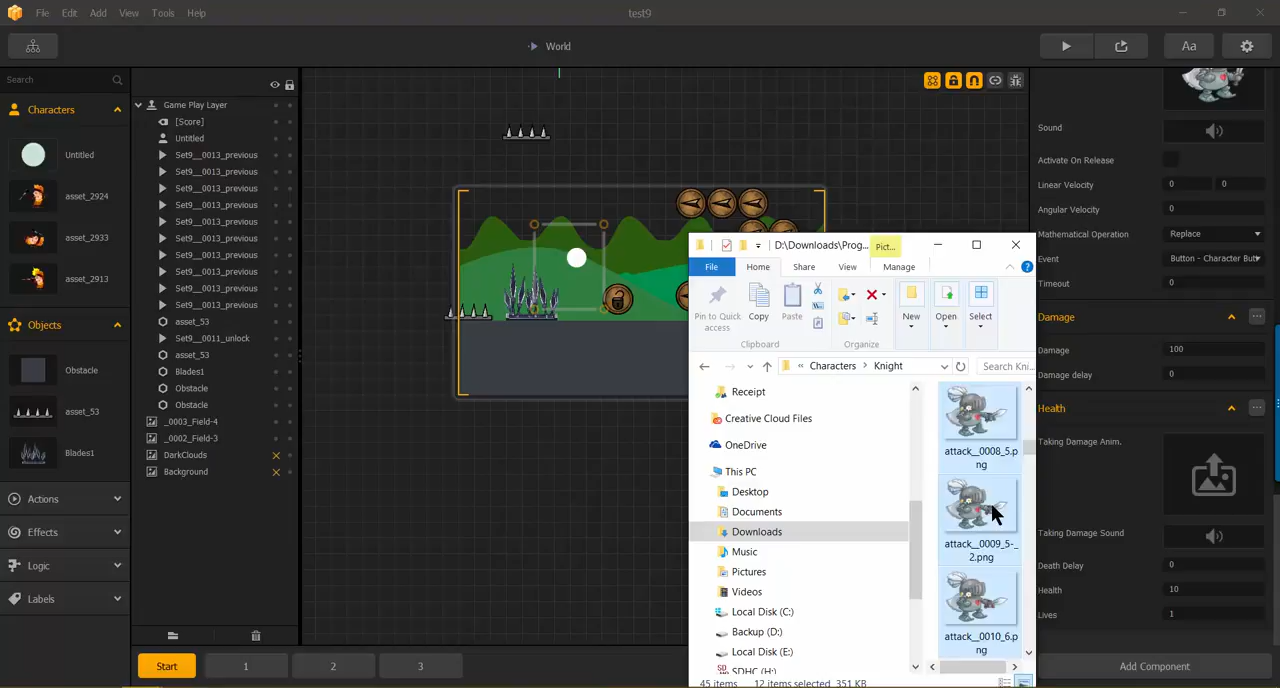 File Edit Add View Tools Help
test9
World
Aa
Search
Characters
Untitled
asset_2924
asset_2933
asset_2913
Objects
Obstacle
asset_53
Blades1
Actions
Effects
Logic
Labels
Game Play Layer
[Score]
Untitled
Set9__0013_previous
Set9__0013_previous
Set9__0013_previous
Set9__0013_previous
Set9__0013_previous
Set9__0013_previous
Set9__0013_previous
Set9__0013_previous
Set9__0013_previous
Set9__0013_previous
asset_53
Set9__0011_unlock
asset_53
Blades1
Obstacle
Obstacle
_0003_Field-4
_0002_Field-3
DarkClouds
Background
Start 1 2 3
D:\Downloads\Prog... Pict...
File Home Share View Manage
Pin to Quick access
Copy
Paste
New
Open
Select
Clipboard
Organize
« Characters > Knight
Search Kni...
Receipt
Creative Cloud Files
OneDrive
This PC
Desktop
Documents
Downloads
Music
Pictures
Videos
Local Disk (C:)
Backup (D:)
Local Disk (E:)
SDHC (H:)
attack__0008_5.p
ng
attack__0009_5-_
2.png
attack__0010_6.p
ng
45 items 12 items selected 351 KB
Sound
Activate On Release
Linear Velocity 0 0
Angular Velocity 0
Mathematical Operation Replace
Event Button - Character But
Timeout 0
Damage
Damage 100
Damage delay 0
Health
Taking Damage Anim.
Taking Damage Sound
Death Delay 0
Health 10
Lives 1
Add Component